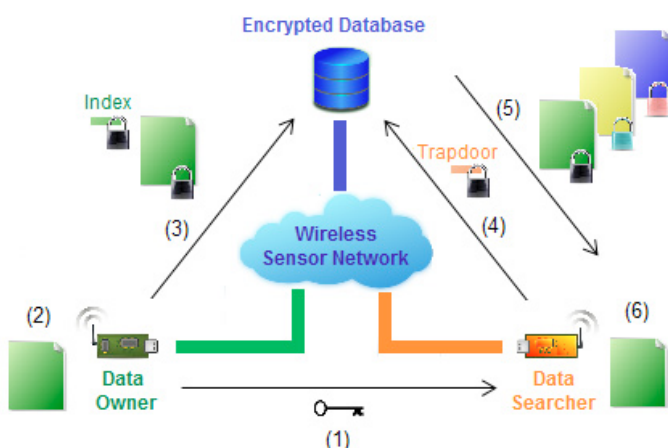 Encrypted Database
Index
(5)
Trapdoor
(3)
(4)
Wireless
Sensor Network
(2)
(6)
Data
Owner
Data
Searcher
(1)